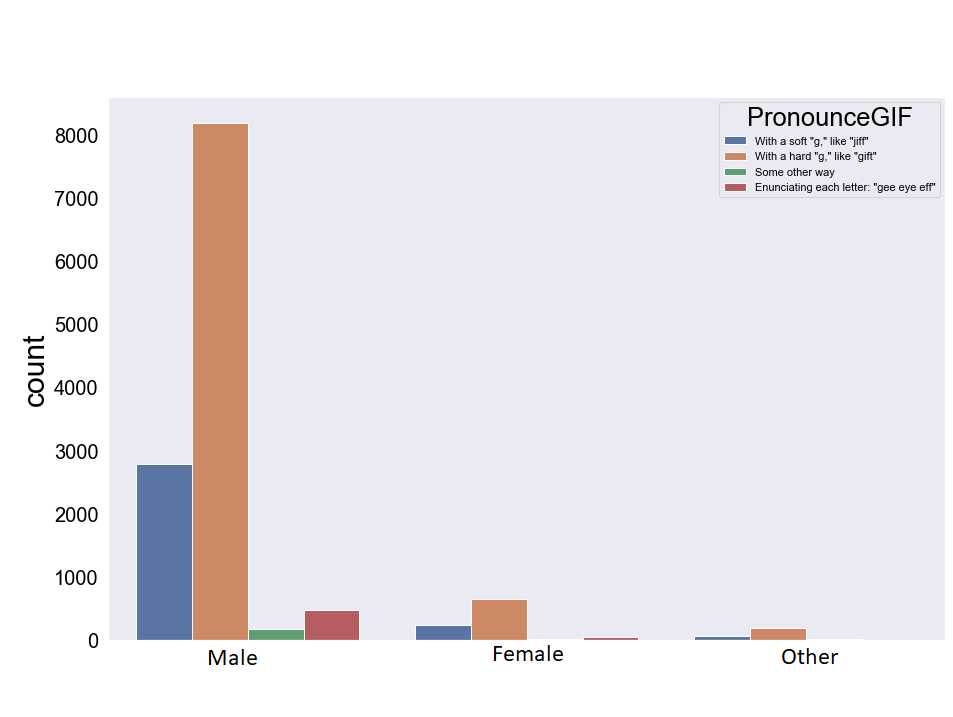 PronounceGIF
With a soft "g," like "jiff"
With a hard "g," like "gift"
Some other way
Enunciating each letter: "gee eye eff"
8000
7000
6000
5000
4000
3000
2000
1000
0
count
Male
Female
Other